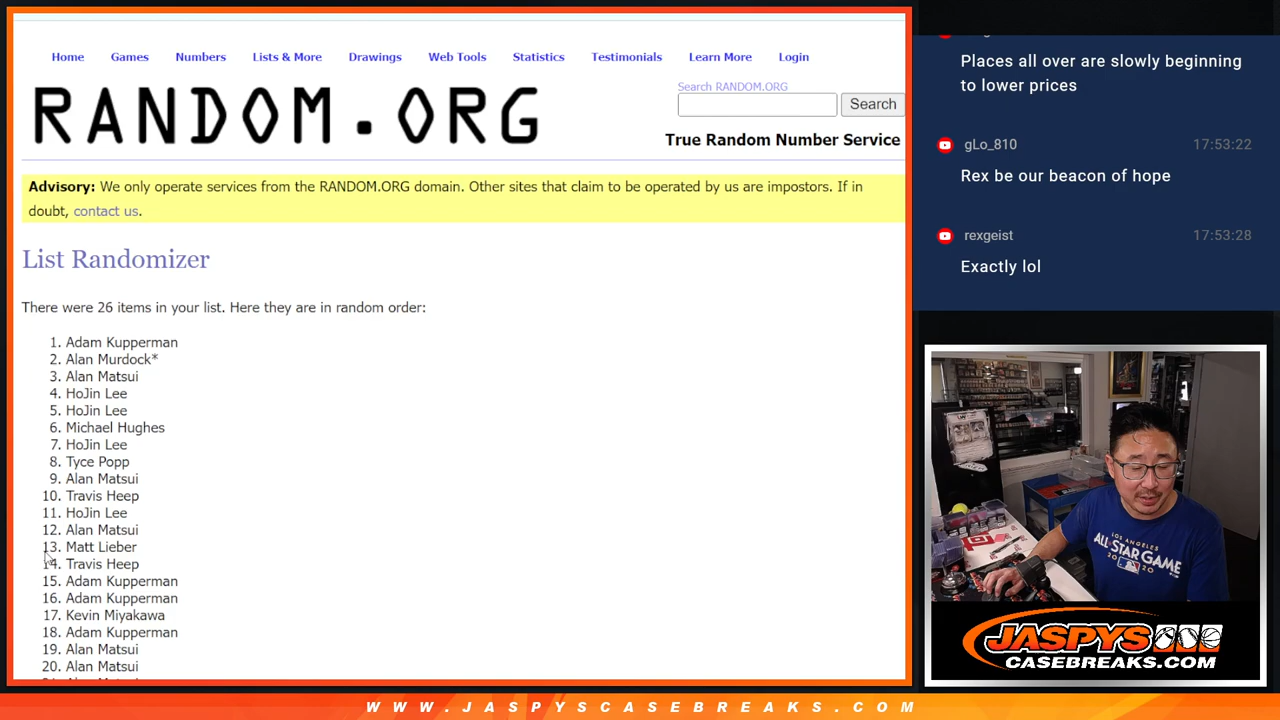 Home Games Numbers Lists & More Drawings Web Tools Statistics Testimonials Learn More Login
RANDOM.ORG
Search RANDOM.ORG
Search
True Random Number Service
Advisory: We only operate services from the RANDOM.ORG domain. Other sites that claim to be operated by us are impostors. If in
doubt, contact us.
List Randomizer
There were 26 items in your list. Here they are in random order:
1. Adam Kupperman
2. Alan Murdock*
3. Alan Matsui
4. HoJin Lee
5. HoJin Lee
6. Michael Hughes
7. HoJin Lee
8. Tyce Popp
9. Alan Matsui
10. Travis Heep
11. HoJin Lee
12. Alan Matsui
13. Matt Lieber
14. Travis Heep
15. Adam Kupperman
16. Adam Kupperman
17. Kevin Miyakawa
18. Adam Kupperman
19. Alan Matsui
20. Alan Matsui
Places all over are slowly beginning
to lower prices
gLo_810 17:53:22
Rex be our beacon of hope
rexgeist 17:53:28
Exactly lol
LOS ANGELES
ALL STAR GAME
2020
JASPYS
CASEBREAKS.COM
WWW.JASPYSCASEBREAKS.COM